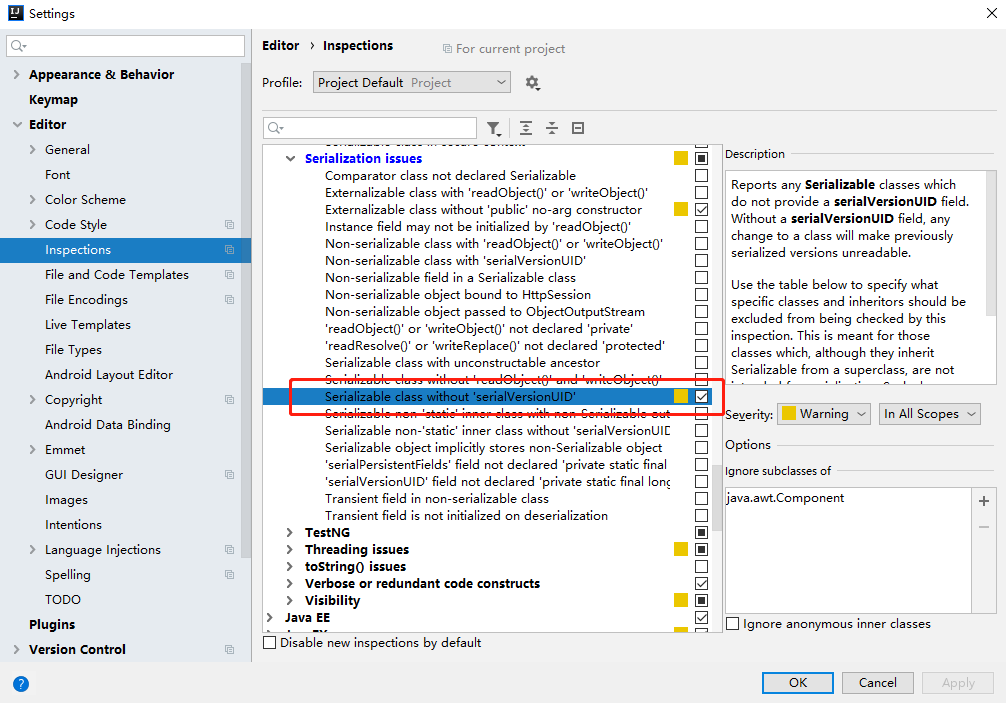 Settings
Editor › Inspections
For current project
Appearance & Behavior
Keymap
Editor
General
Font
Color Scheme
Code Style
Inspections
File and Code Templates
File Encodings
Live Templates
File Types
Android Layout Editor
Copyright
Android Data Binding
Emmet
GUI Designer
Images
Intentions
Language Injections
Spelling
TODO
Plugins
Version Control
Profile: Project Default Project
Serializable class in secure context
Serialization issues
Comparator class not declared Serializable
Externalizable class with 'readObject()' or 'writeObject()'
Externalizable class without 'public' no-arg constructor
Instance field may not be initialized by 'readObject()'
Non-serializable class with 'readObject()' or 'writeObject()'
Non-serializable class with 'serialVersionUID'
Non-serializable field in a Serializable class
Non-serializable object bound to HttpSession
Non-serializable object passed to ObjectOutputStream
'readObject()' or 'writeObject()' not declared 'private'
'readResolve()' or 'writeReplace()' not declared 'protected'
Serializable class with unconstructable ancestor
Serializable class without 'readObject()' and 'writeObject()'
Serializable class without 'serialVersionUID'
Serializable non-'static' inner class with non-Serializable out
Serializable non-'static' inner class without 'serialVersionUID
Serializable object implicitly stores non-Serializable object
'serialPersistentFields' field not declared 'private static final
'serialVersionUID' field not declared 'private static final long
Transient field in non-serializable class
Transient field is not initialized on deserialization
TestNG
Threading issues
toString() issues
Verbose or redundant code constructs
Visibility
Java EE
Disable new inspections by default
Description
Reports any Serializable classes which
do not provide a serialVersionUID field.
Without a serialVersionUID field, any
change to a class will make previously
serialized versions unreadable.
Use the table below to specify what
specific classes and inheritors should be
excluded from being checked by this
inspection. This is meant for those
classes which, although they inherit
Serializable from a superclass, are not
Severity: Warning In All Scopes
Options
Ignore subclasses of
java.awt.Component
Ignore anonymous inner classes
OK
Cancel
Apply